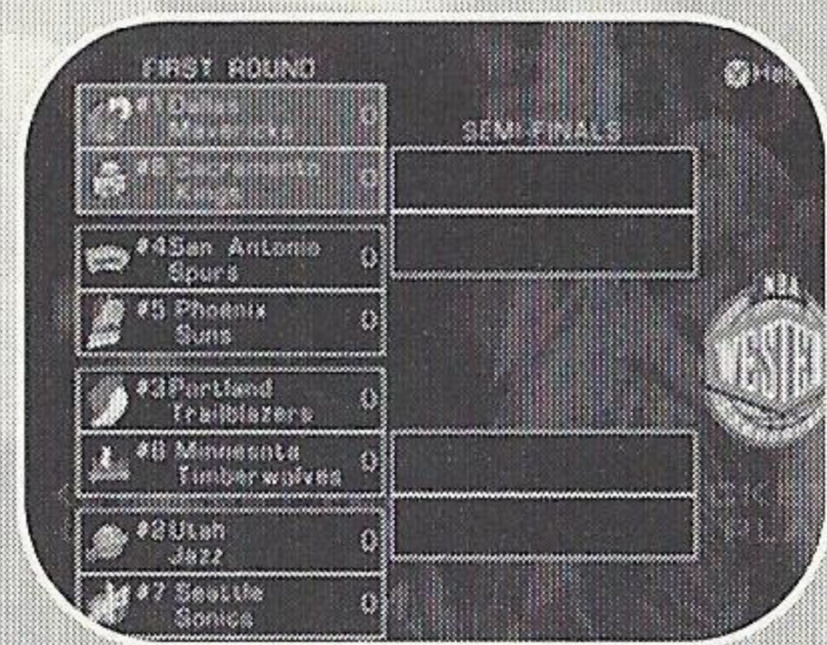 FIRST ROUND
Help
#1 Dallas
Mavericks 0
SEMI-FINALS
#8 Sacramento
Kings 0
#4 San Antonio
Spurs 0
#5 Phoenix
Suns 0
NBA
WESTE
#3 Portland
Trailblazers 0
#6 Minnesota
Timberwolves 0
#2 Utah
Jazz 0
#7 Seattle
Sonics 0